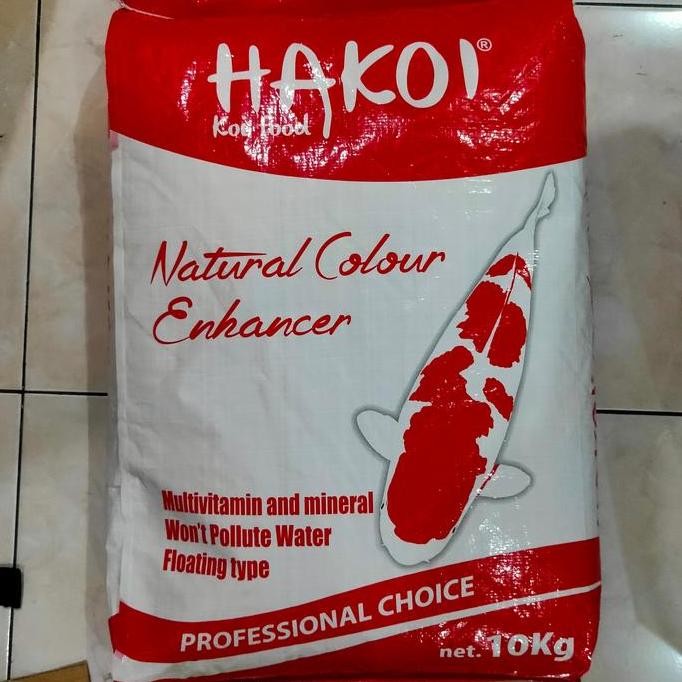 HAKOI®
Koi Food
Natural Colour
Enhancer
Multivitamin and mineral
Won't Pollute Water
Floating type
PROFESSIONAL CHOICE
net. 10Kg